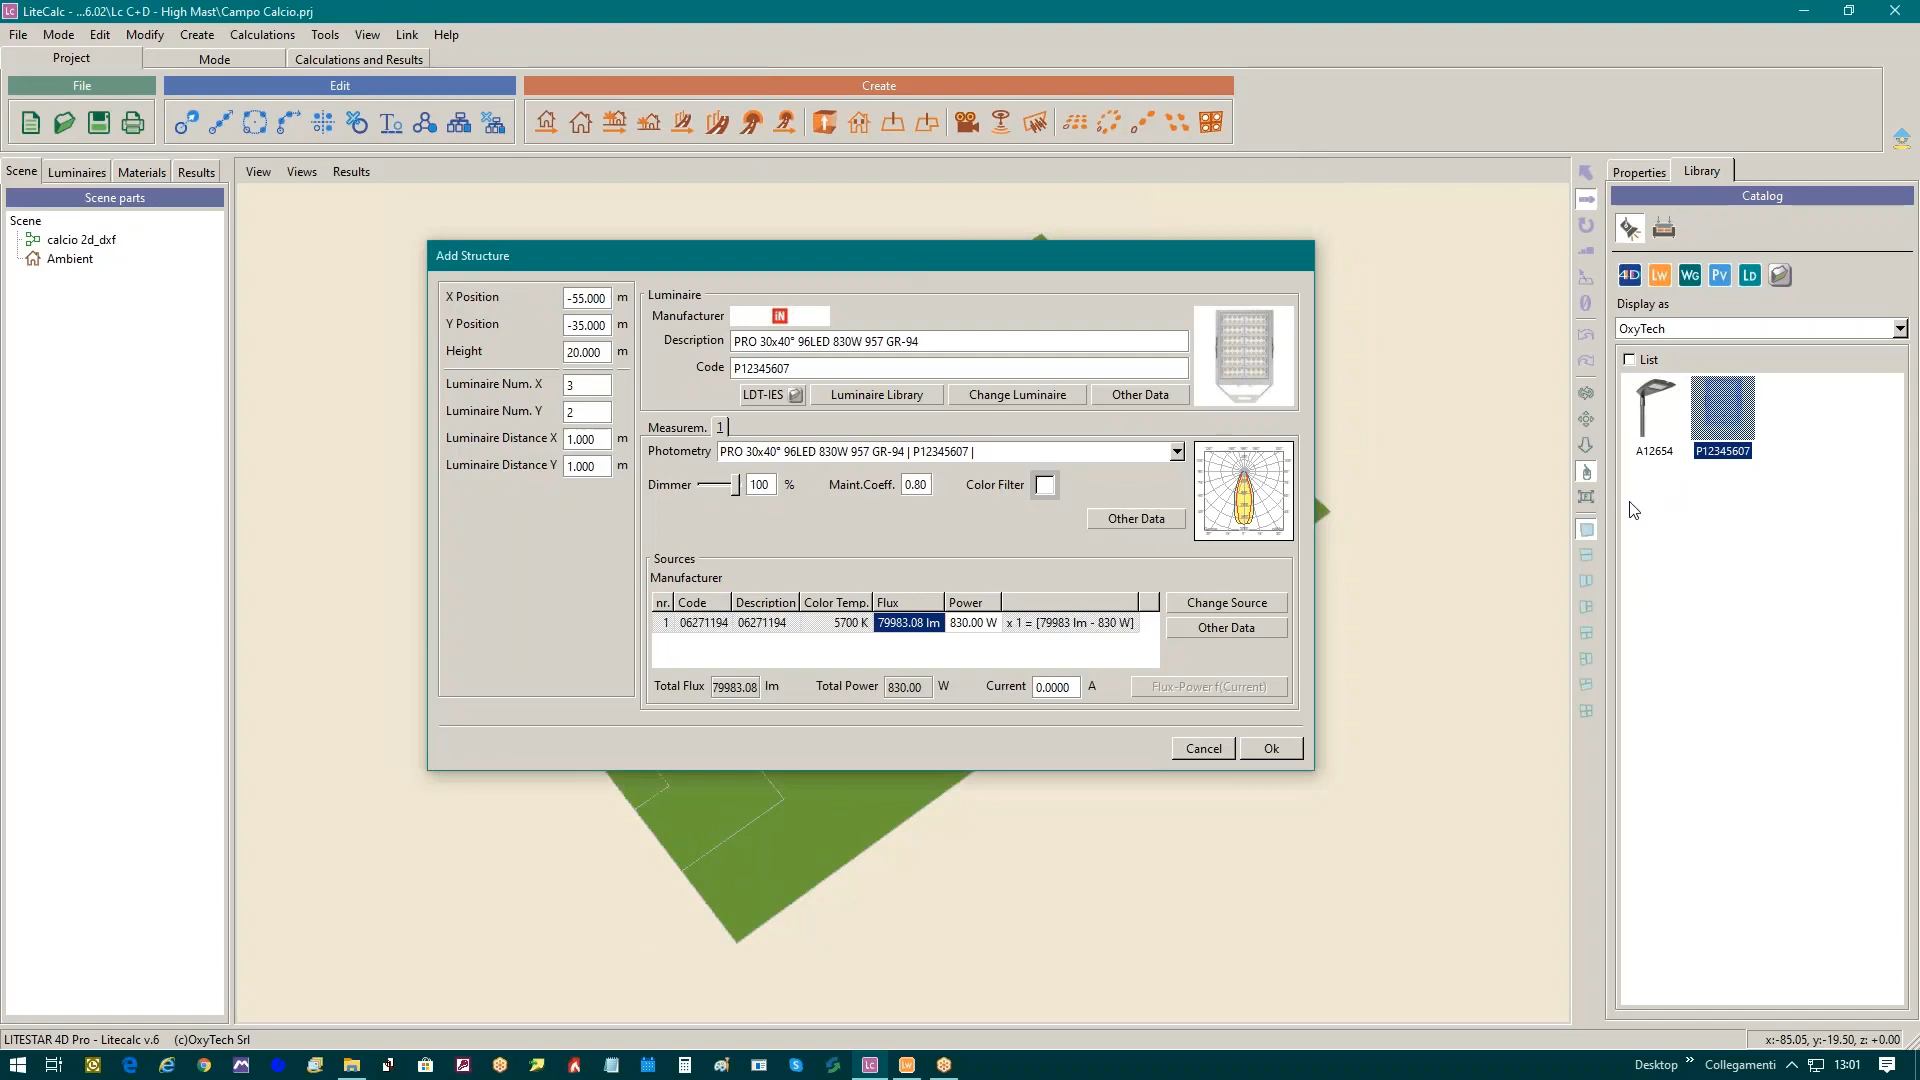 LiteCalc - ...6.02\Lc C+D - High Mast\Campo Calcio.prj
File Mode Edit Modify Create Calculations Tools View Link Help
Project Mode Calculations and Results
File Edit Create
Scene Luminaires Materials Results
View Views Results
Properties Library
Scene parts
Catalog
Scene
calcio 2d_dxf
Ambient
4D LW WG PV LD
Display as
OxyTech
List
A12654 P12345607
Add Structure
X Position -55.000 m
Y Position -35.000 m
Height 20.000 m
Luminaire Num. X 3
Luminaire Num. Y 2
Luminaire Distance X 1.000 m
Luminaire Distance Y 1.000 m
Luminaire
Manufacturer iN
Description PRO 30x40° 96LED 830W 957 GR-94
Code P12345607
LDT-IES Luminaire Library Change Luminaire Other Data
Measurem. 1
Photometry PRO 30x40° 96LED 830W 957 GR-94 | P12345607 |
Dimmer 100 % Maint.Coeff. 0.80 Color Filter
Other Data
Sources
Manufacturer
nr. Code Description Color Temp. Flux Power
1 06271194 06271194 5700 K 79983.08 lm 830.00 W x 1 = [79983 lm - 830 W]
Change Source
Other Data
Total Flux 79983.08 lm Total Power 830.00 W Current 0.0000 A Flux-Power f(Current)
Cancel Ok
LITESTAR 4D Pro - Litecalc v.6 (c)OxyTech Srl
x:-85.05, y:-19.50, z: +0.00
Desktop Collegamenti 13:01